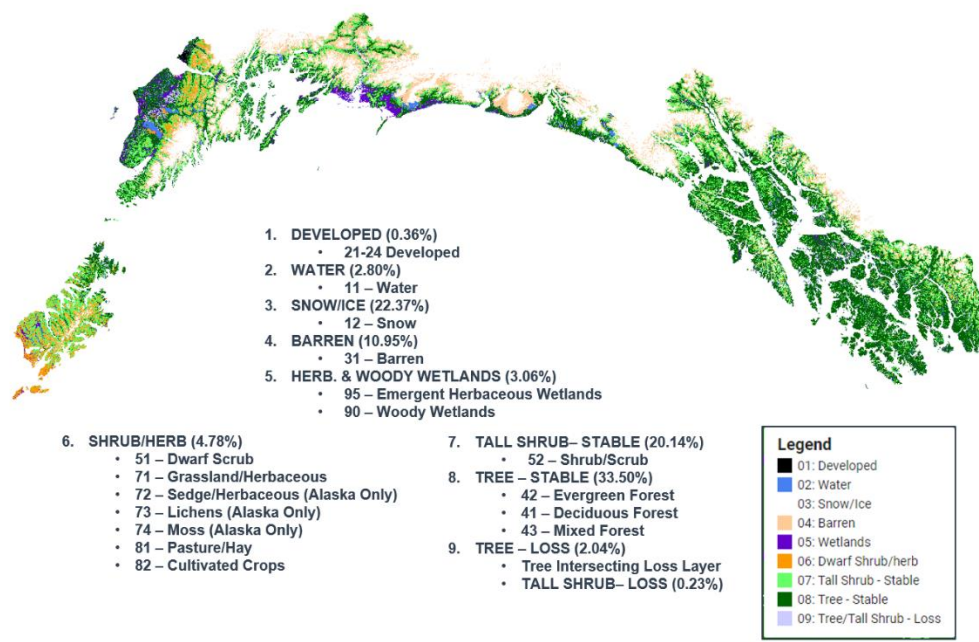 1. DEVELOPED (0.36%)
• 21-24 Developed
2. WATER (2.80%)
• 11 – Water
3. SNOW/ICE (22.37%)
• 12 – Snow
4. BARREN (10.95%)
• 31 – Barren
5. HERB. & WOODY WETLANDS (3.06%)
• 95 – Emergent Herbaceous Wetlands
• 90 – Woody Wetlands
6. SHRUB/HERB (4.78%)
• 51 – Dwarf Scrub
• 71 – Grassland/Herbaceous
• 72 – Sedge/Herbaceous (Alaska Only)
• 73 – Lichens (Alaska Only)
• 74 – Moss (Alaska Only)
• 81 – Pasture/Hay
• 82 – Cultivated Crops
7. TALL SHRUB– STABLE (20.14%)
• 52 – Shrub/Scrub
8. TREE – STABLE (33.50%)
• 42 – Evergreen Forest
• 41 – Deciduous Forest
• 43 – Mixed Forest
9. TREE – LOSS (2.04%)
• Tree Intersecting Loss Layer
• TALL SHRUB– LOSS (0.23%)
Legend
01: Developed
02: Water
03: Snow/Ice
04: Barren
05: Wetlands
06: Dwarf Shrub/herb
07: Tall Shrub - Stable
08: Tree - Stable
09: Tree/Tall Shrub - Loss